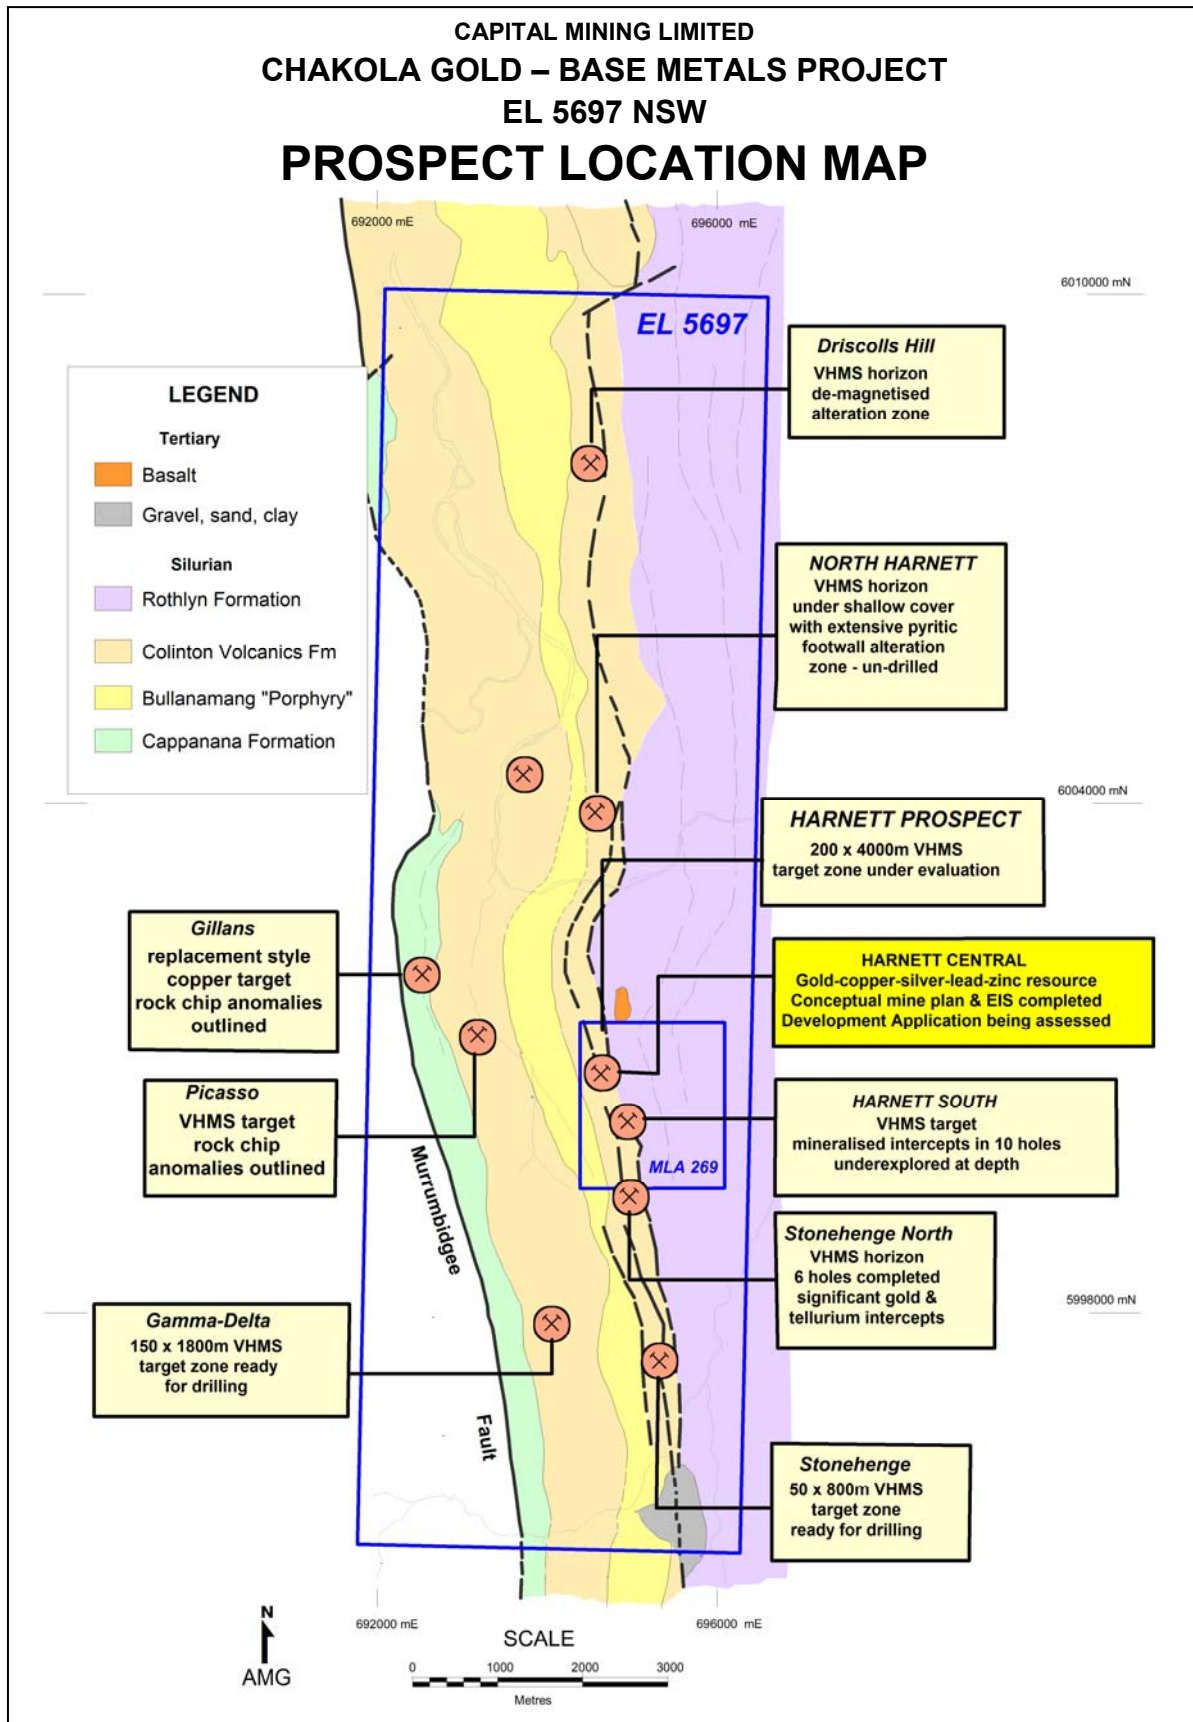 CAPITAL MINING LIMITED
CHAKOLA GOLD – BASE METALS PROJECT
EL 5697 NSW
PROSPECT LOCATION MAP
692000 mE
696000 mE
6010000 mN
EL 5697
Driscolls Hill
VHMS horizon
de-magnetised
alteration zone
LEGEND
Tertiary
Basalt
Gravel, sand, clay
Silurian
Rothlyn Formation
Colinton Volcanics Fm
Bullanamang "Porphyry"
Cappanana Formation
NORTH HARNETT
VHMS horizon
under shallow cover
with extensive pyritic
footwall alteration
zone - un-drilled
6004000 mN
HARNETT PROSPECT
200 x 4000m VHMS
target zone under evaluation
Gillans
replacement style
copper target
rock chip anomalies
outlined
HARNETT CENTRAL
Gold-copper-silver-lead-zinc resource
Conceptual mine plan & EIS completed
Development Application being assessed
Picasso
VHMS target
rock chip
anomalies outlined
HARNETT SOUTH
VHMS target
mineralised intercepts in 10 holes
underexplored at depth
MLA 269
Murrumbidgee
Fault
Stonehenge North
VHMS horizon
6 holes completed
significant gold &
tellurium intercepts
5998000 mN
Gamma-Delta
150 x 1800m VHMS
target zone ready
for drilling
Stonehenge
50 x 800m VHMS
target zone
ready for drilling
692000 mE
696000 mE
N
AMG
SCALE
0 1000 2000 3000
Metres